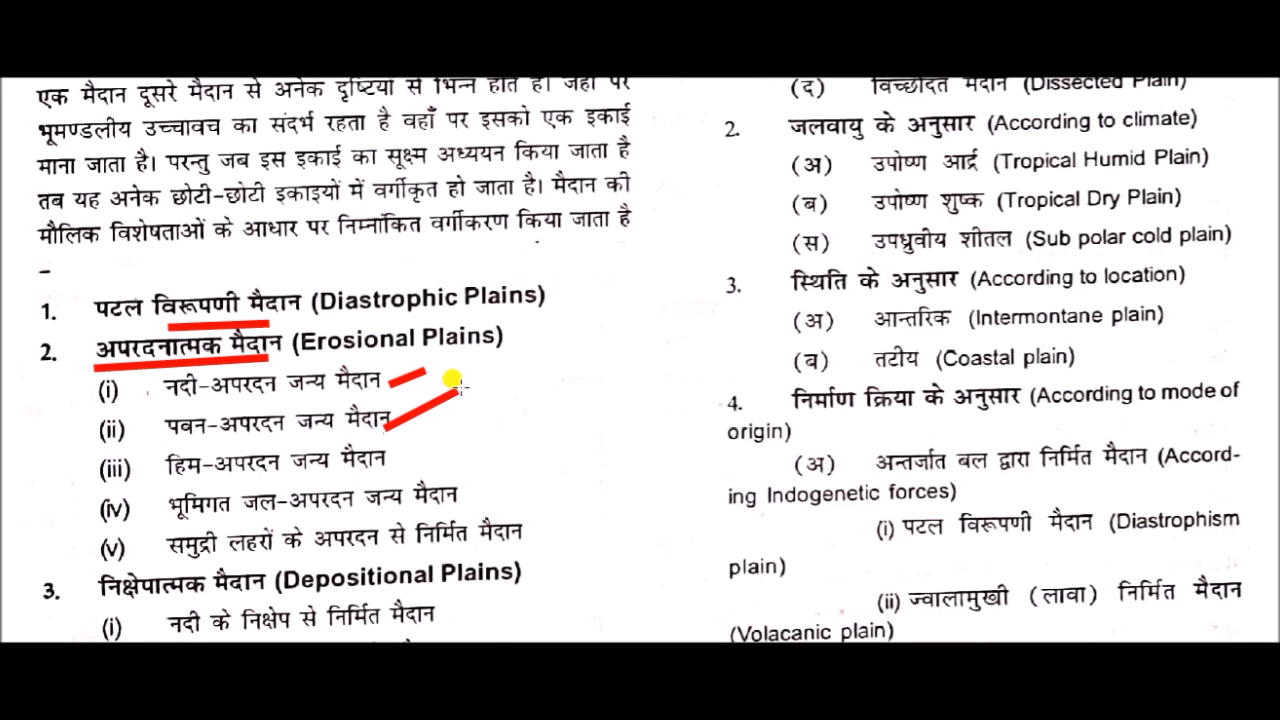 एक मैदान दूसरे मैदान से अनेक दृष्टियों से भिन्न होते हैं। जहाँ पर
भूमण्डलीय उच्चावच का संदर्भ रहता है वहाँ पर इसको एक इकाई
माना जाता है। परन्तु जब इस इकाई का सूक्ष्म अध्ययन किया जाता है
तब यह अनेक छोटी-छोटी इकाइयों में वर्गीकृत हो जाता है। मैदान की
मौलिक विशेषताओं के आधार पर निम्नांकित वर्गीकरण किया जाता है
–
1. पटल विरूपणी मैदान (Diastrophic Plains)
2. अपरदनात्मक मैदान (Erosional Plains)
(i) नदी-अपरदन जन्य मैदान
(ii) पवन-अपरदन जन्य मैदान
(iii) हिम-अपरदन जन्य मैदान
(iv) भूमिगत जल-अपरदन जन्य मैदान
(v) समुद्री लहरों के अपरदन से निर्मित मैदान
3. निक्षेपात्मक मैदान (Depositional Plains)
(i) नदी के निक्षेप से निर्मित मैदान
(द) विच्छेदित मैदान (Dissected Plain)
2. जलवायु के अनुसार (According to climate)
(अ) उपोष्ण आर्द्र (Tropical Humid Plain)
(ब) उपोष्ण शुष्क (Tropical Dry Plain)
(स) उपध्रुवीय शीतल (Sub polar cold plain)
3. स्थिति के अनुसार (According to location)
(अ) आन्तरिक (Intermontane plain)
(ब) तटीय (Coastal plain)
4. निर्माण क्रिया के अनुसार (According to mode of
origin)
(अ) अन्तर्जात बल द्वारा निर्मित मैदान (Accord-
ing Indogenetic forces)
(i) पटल विरूपणी मैदान (Diastrophism
plain)
(ii) ज्वालामुखी (लावा) निर्मित मैदान
(Volacanic plain)